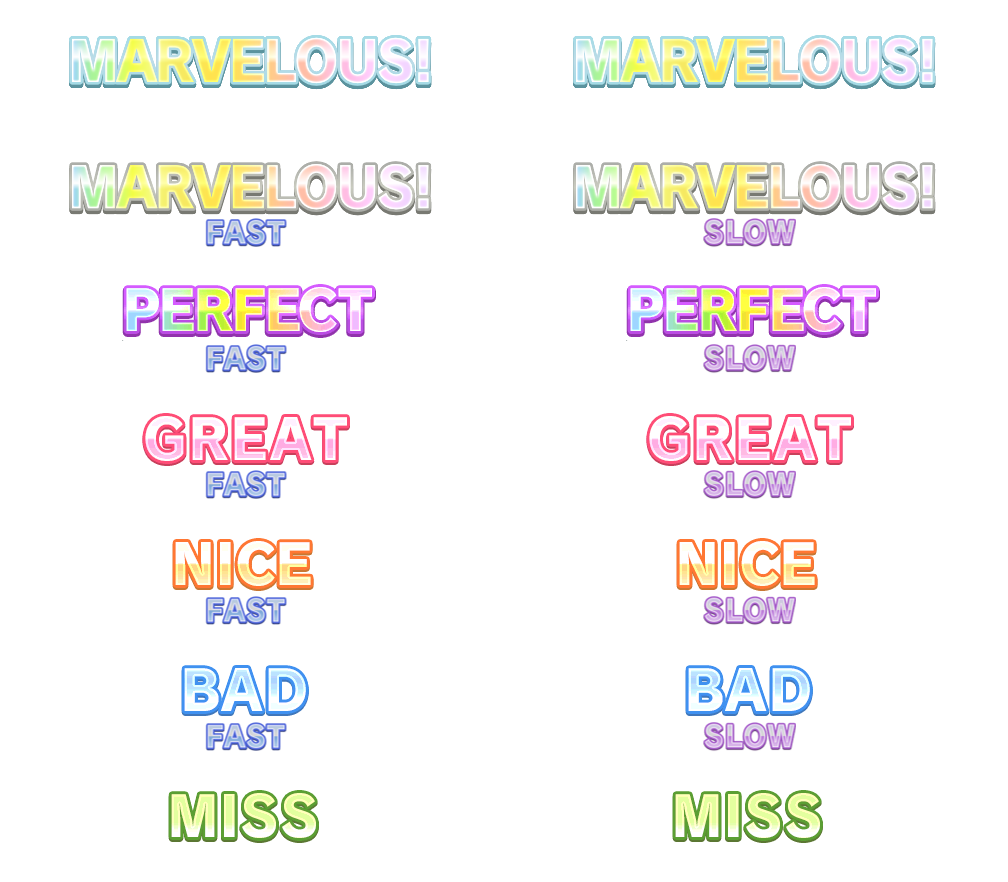 MARVELOUS! MARVELOUS!
MARVELOUS! MARVELOUS!
FAST SLOW
PERFECT PERFECT
FAST SLOW
GREAT GREAT
FAST SLOW
NICE NICE
FAST SLOW
BAD BAD
FAST SLOW
MISS MISS